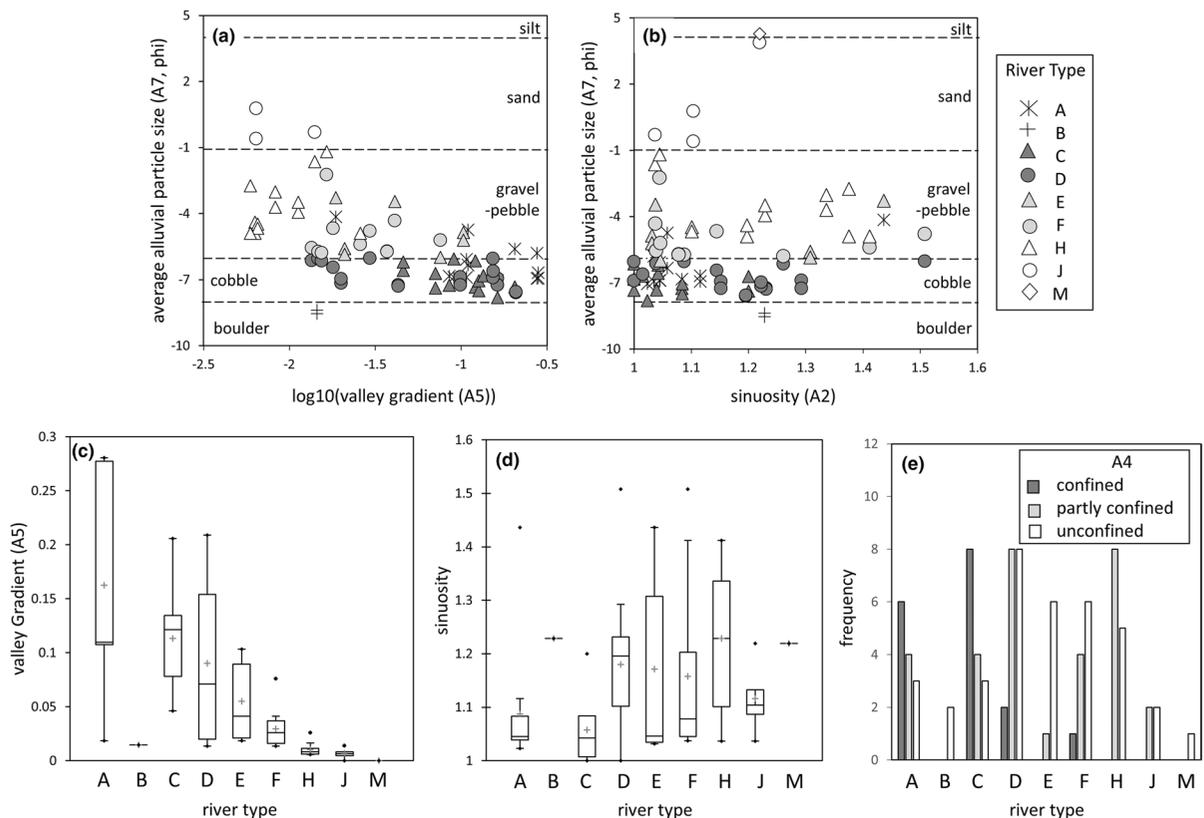 (a)
average alluvial particle size (A7, phi)
5
2
-1
-4
-7
-10
silt
sand
gravel
-pebble
cobble
boulder
-2.5
-2
-1.5
-1
-0.5
log10(valley gradient (A5))
(b)
average alluvial particle size (A7, phi)
5
2
-1
-4
-7
-10
silt
sand
gravel
-pebble
cobble
boulder
1
1.1
1.2
1.3
1.4
1.5
1.6
sinuosity (A2)
River Type
A
B
C
D
E
F
H
J
M
(c)
valley Gradient (A5)
0.3
0.25
0.2
0.15
0.1
0.05
0
A B C D E F H J M
river type
(d)
sinuosity
1.6
1.5
1.4
1.3
1.2
1.1
1
A B C D E F H J M
river type
(e)
frequency
12
10
8
6
4
2
0
A4
confined
partly confined
unconfined
A B C D E F H J M
river type